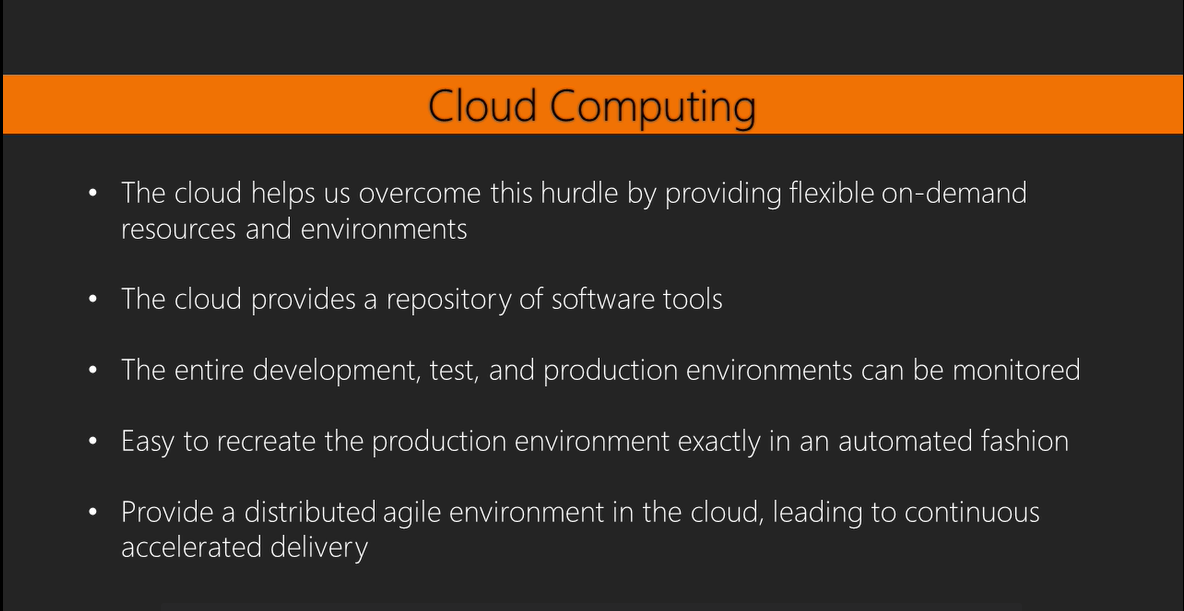 Cloud Computing
• The cloud helps us overcome this hurdle by providing flexible on-demand
resources and environments
• The cloud provides a repository of software tools
• The entire development, test, and production environments can be monitored
• Easy to recreate the production environment exactly in an automated fashion
• Provide a distributed agile environment in the cloud, leading to continuous
accelerated delivery